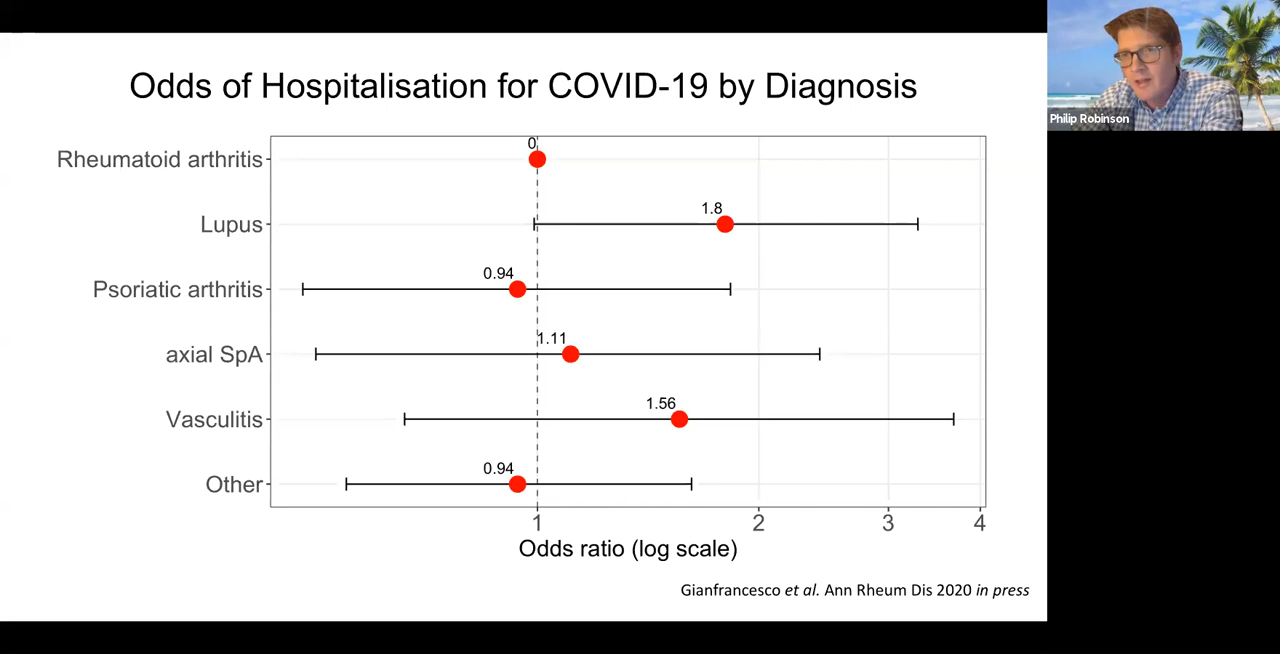 Odds of Hospitalisation for COVID-19 by Diagnosis
Philip Robinson
Rheumatoid arthritis
0
Lupus
1.8
Psoriatic arthritis
0.94
axial SpA
1.11
Vasculitis
1.56
Other
0.94
1 2 3 4
Odds ratio (log scale)
Gianfrancesco et al. Ann Rheum Dis 2020 in press